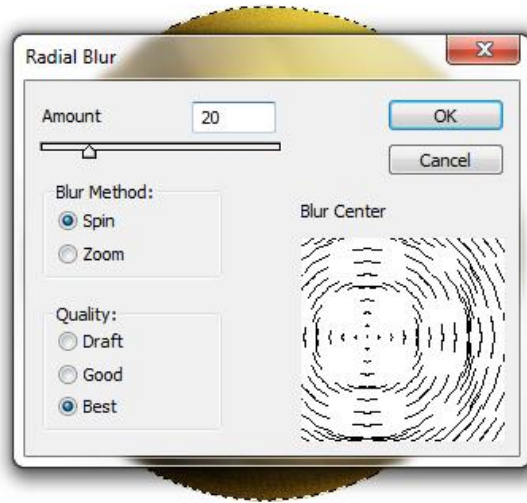 Radial Blur
Amount 20
OK
Cancel
Blur Method:
Spin
Zoom
Blur Center
Quality:
Draft
Good
Best